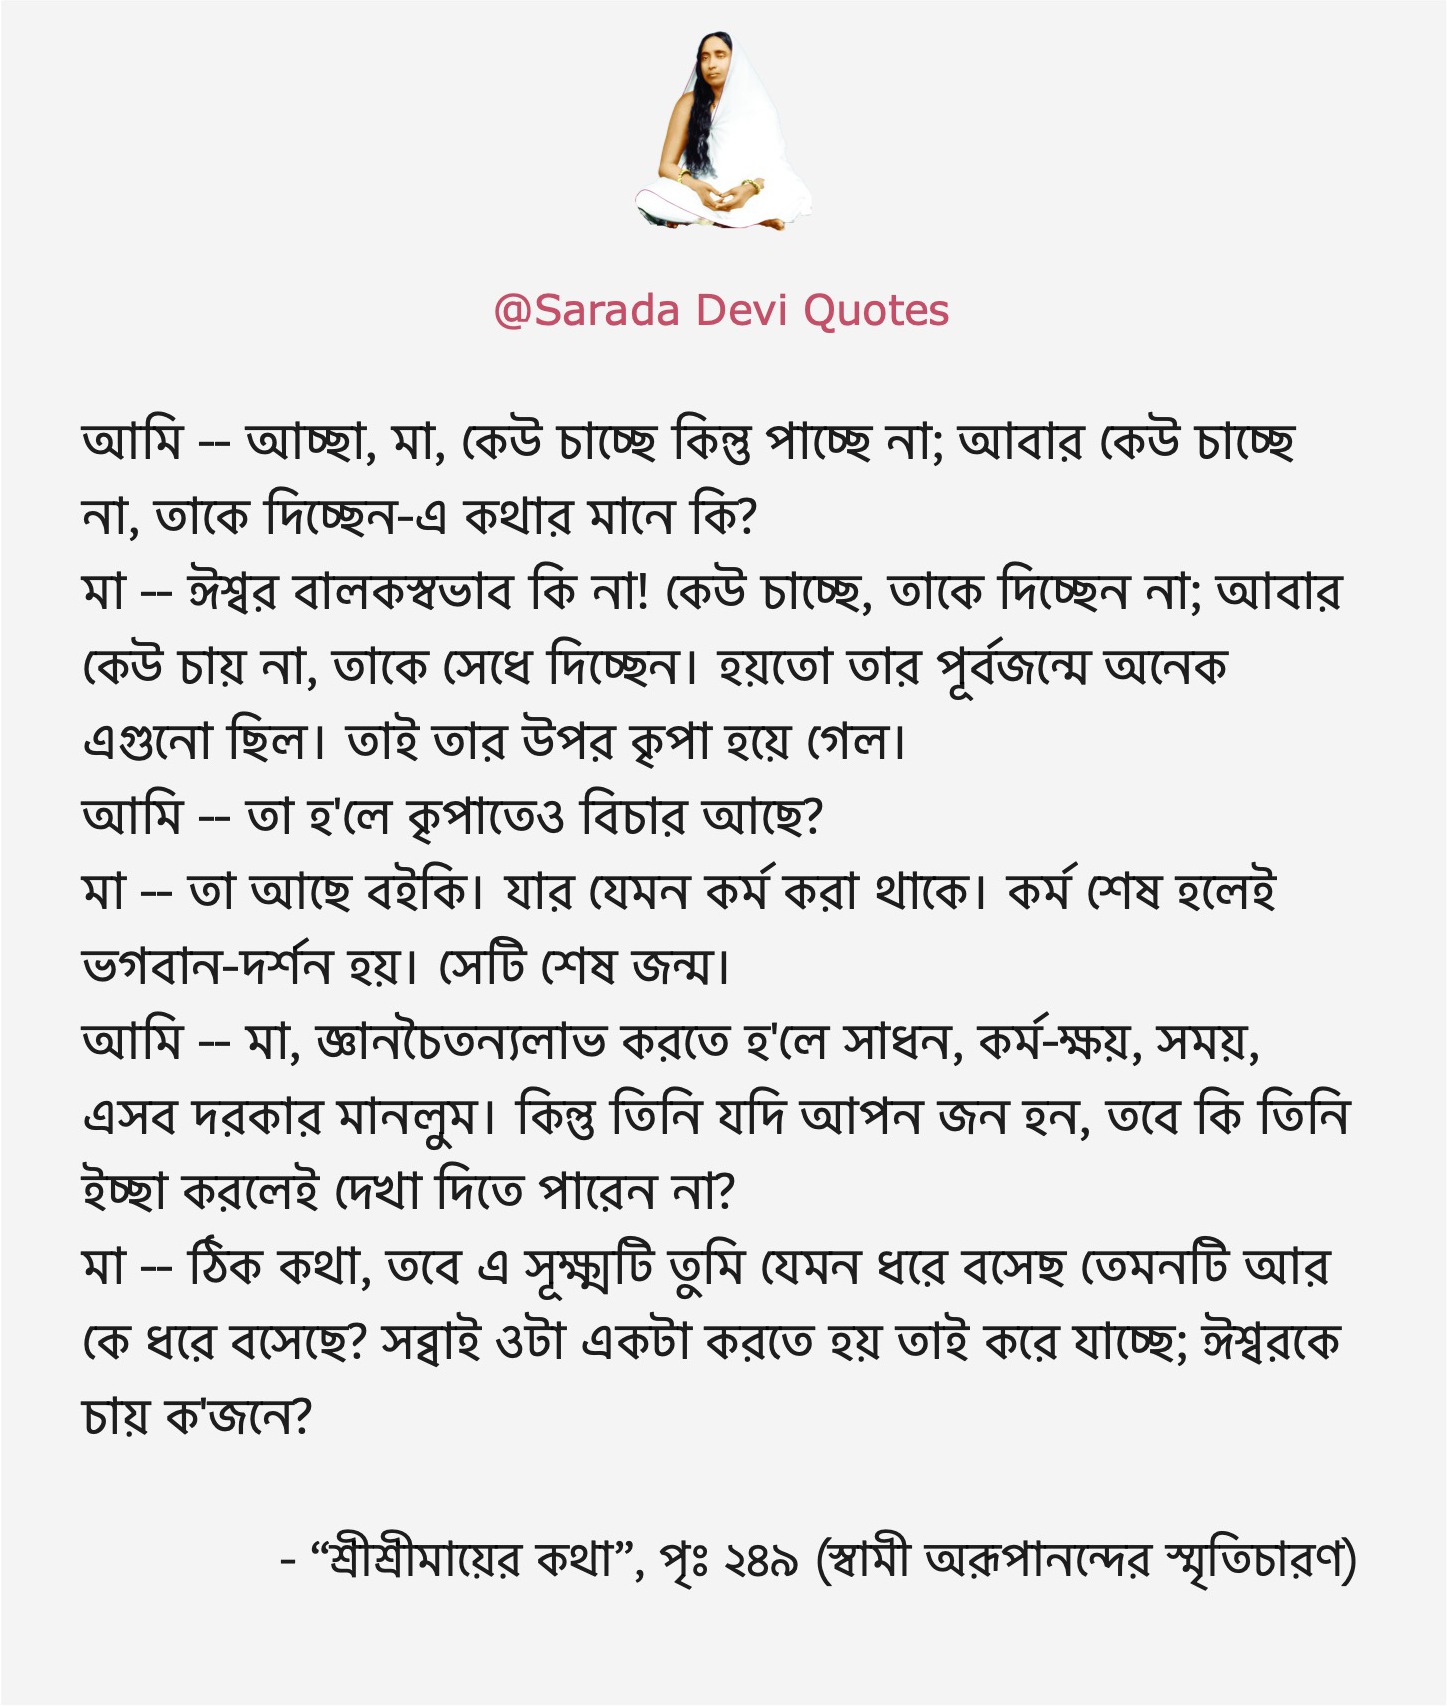 @Sarada Devi Quotes
আমি -- আচ্ছা, মা, কেউ চাচ্ছে কিন্তু পাচ্ছে না; আবার কেউ চাচ্ছে
না, তাকে দিচ্ছেন-এ কথার মানে কি?
মা -- ঈশ্বর বালকস্বভাব কি না! কেউ চাচ্ছে, তাকে দিচ্ছেন না; আবার
কেউ চায় না, তাকে সেধে দিচ্ছেন। হয়তো তার পূর্বজন্মে অনেক
এগুনো ছিল। তাই তার উপর কৃপা হয়ে গেল।
আমি -- তা হ'লে কৃপাতেও বিচার আছে?
মা -- তা আছে বইকি। যার যেমন কর্ম করা থাকে। কর্ম শেষ হলেই
ভগবান-দর্শন হয়। সেটি শেষ জন্ম।
আমি -- মা, জ্ঞানচৈতন্যলাভ করতে হ'লে সাধন, কর্ম-ক্ষয়, সময়,
এসব দরকার মানলুম। কিন্তু তিনি যদি আপন জন হন, তবে কি তিনি
ইচ্ছা করলেই দেখা দিতে পারেন না?
মা -- ঠিক কথা, তবে এ সূক্ষ্মটি তুমি যেমন ধরে বসেছ তেমনটি আর
কে ধরে বসেছে? সব্বাই ওটা একটা করতে হয় তাই করে যাচ্ছে; ঈশ্বরকে
চায় ক'জনে?
- “শ্রীশ্রীমায়ের কথা”, পৃঃ ২৪৯ (স্বামী অরূপানন্দের স্মৃতিচারণ)